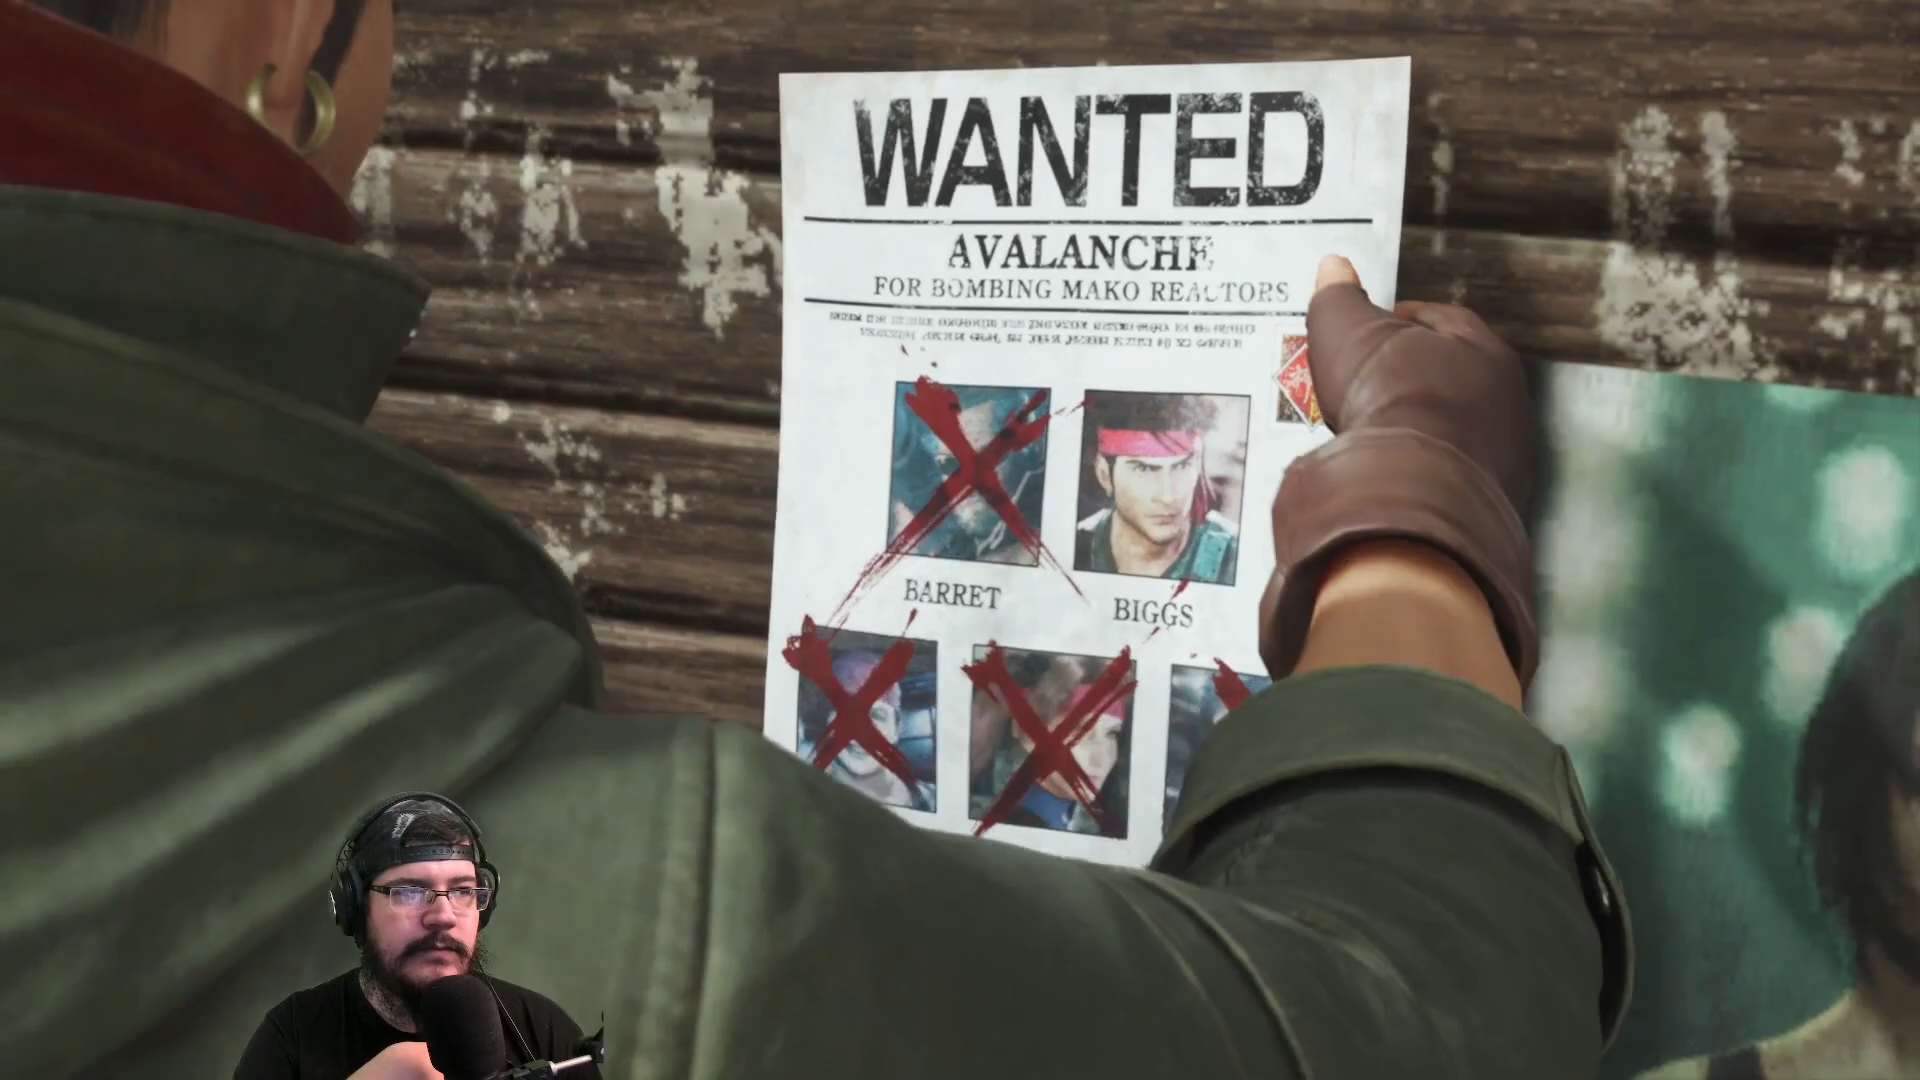 WANTED
AVALANCHE
FOR BOMBING MAKO REACTORS
BARRET
BIGGS